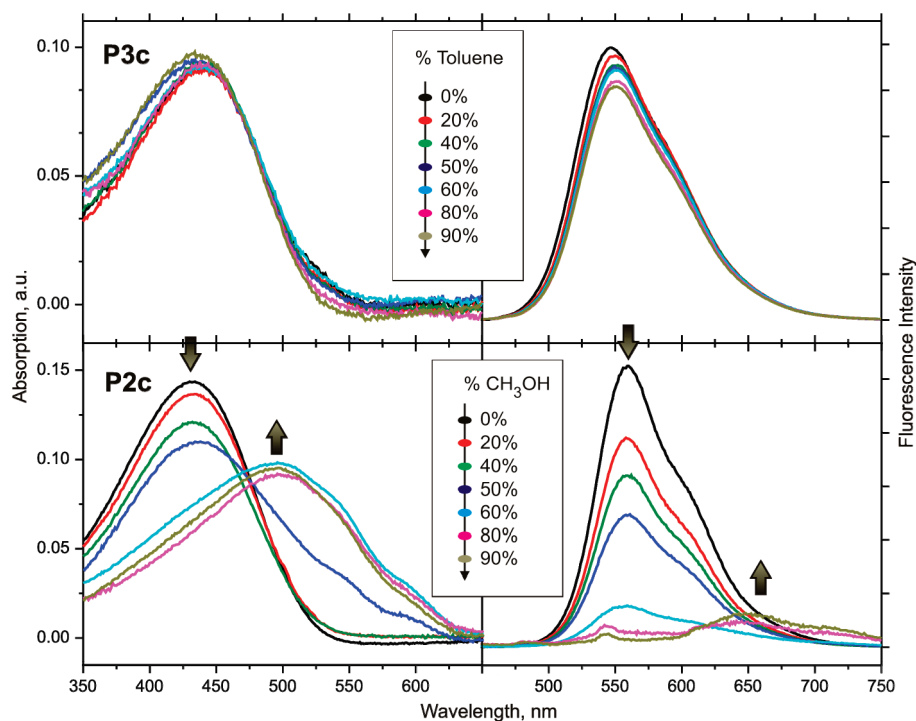 P3c
0.10
0.05
0.00
% Toluene
0%
20%
40%
50%
60%
80%
90%
Absorption, a.u.
Fluorescence Intensity
P2c
0.15
0.10
0.05
0.00
% CH₃OH
0%
20%
40%
50%
60%
80%
90%
350 400 450 500 550 600 500 550 600 650 700 750
Wavelength, nm